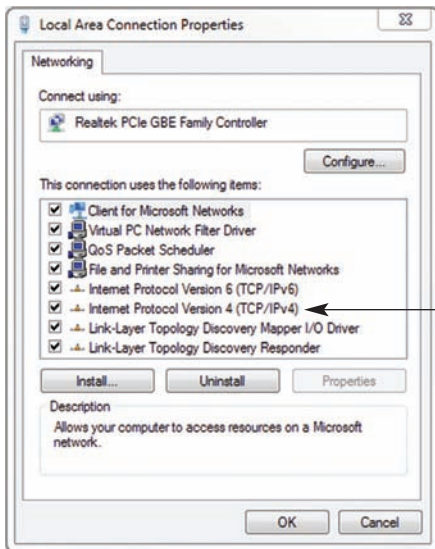 Local Area Connection Properties
Networking
Connect using:
Realtek PCIe GBE Family Controller
Configure...
This connection uses the following items:
Client for Microsoft Networks
Virtual PC Network Filter Driver
QoS Packet Scheduler
File and Printer Sharing for Microsoft Networks
Internet Protocol Version 6 (TCP/IPv6)
Internet Protocol Version 4 (TCP/IPv4)
Link-Layer Topology Discovery Mapper I/O Driver
Link-Layer Topology Discovery Responder
Install... Uninstall Properties
Description
Allows your computer to access resources on a Microsoft
network.
OK Cancel